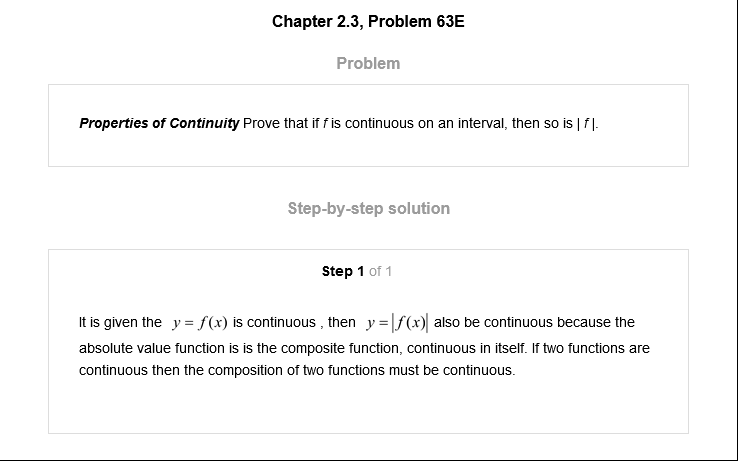 Chapter 2.3, Problem 63E
Problem
Properties of Continuity Prove that if f is continuous on an interval, then so is | f |.
Step-by-step solution
Step 1 of 1
It is given the y = f(x) is continuous , then y = |f(x)| also be continuous because the
absolute value function is is the composite function, continuous in itself. If two functions are
continuous then the composition of two functions must be continuous.